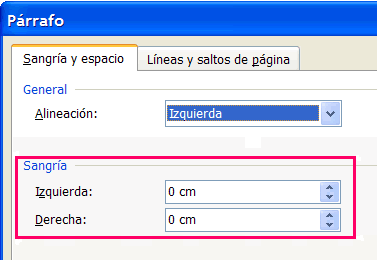 Párrafo
Sangría y espacio
Líneas y saltos de página
General
Alineación: Izquierda
Sangría
Izquierda: 0 cm
Derecha: 0 cm